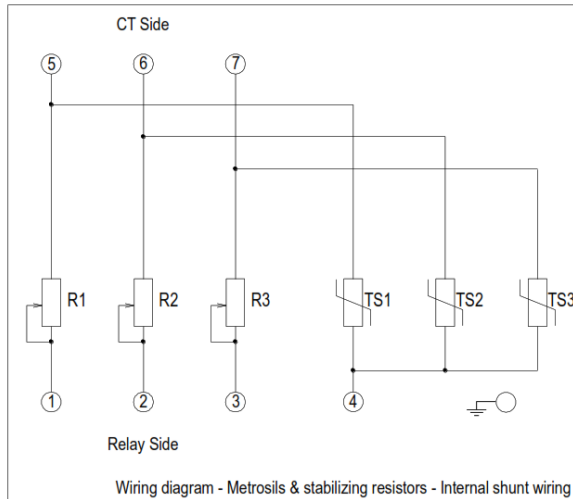 CT Side
5 6 7
R1 R2 R3 TS1 TS2 TS3
1 2 3 4
Relay Side
Wiring diagram - Metrosils & stabilizing resistors - Internal shunt wiring